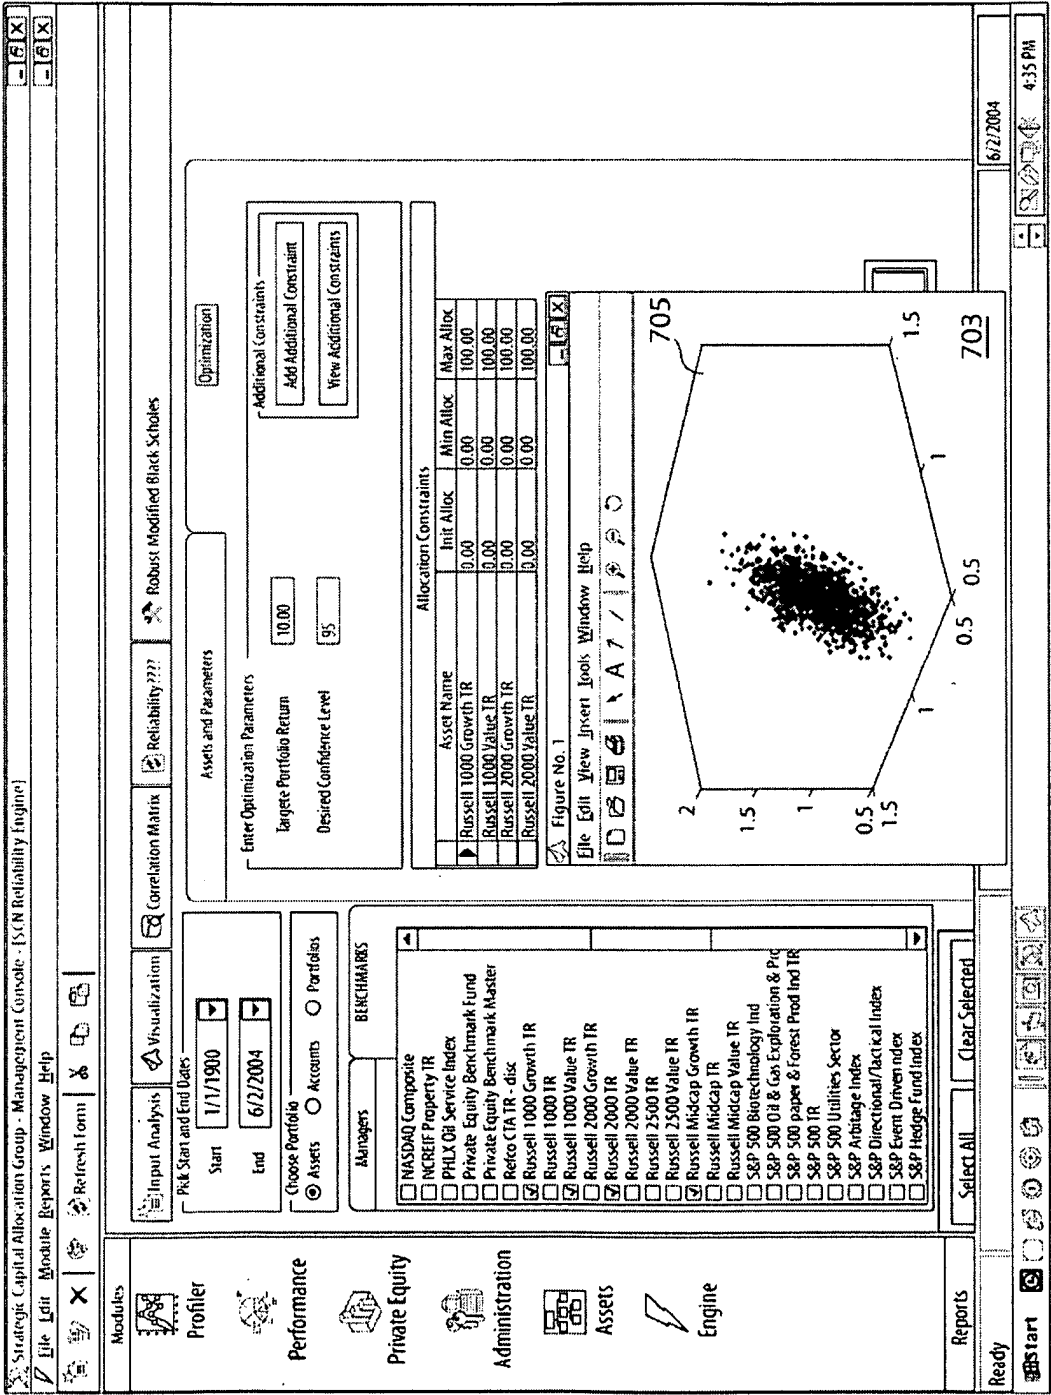 Strategic Capital Allocation Group - Management Console - [SCN Reliability Engine]
File Edit Module Reports Window Help
Refresh Form
Modules
Profiler
Performance
Private Equity
Administration
Assets
Engine
Reports
Input Analysis
Visualization
Correlation Matrix
Reliability????
Robust Modified Black Scholes
Pick Start and End Dates
Start 1/1/1900
End 6/2/2004
Choose Portfolio
Assets Accounts Portfolios
Managers
BENCHMARKS
NASDAQ Composite
NCREIF Property TR
PHLX Oil Service Index
Private Equity Benchmark Fund
Private Equity Benchmark Master
Refco CTA TR - disc
Russell 1000 Growth TR
Russell 1000 TR
Russell 1000 Value TR
Russell 2000 Growth TR
Russell 2000 Value TR
Russell 2500 TR
Russell 2500 Value TR
Russell Midcap Growth TR
Russell Midcap TR
Russell Midcap Value TR
S&P 500 Biotechnology Ind
S&P 500 Oil & Gas Exploration & Pro
S&P 500 paper & Forest Prod Ind TR
S&P 500 TR
S&P 500 Utilities Sector
S&P Arbitage Index
S&P Directional/Tactical Index
S&P Event Driven ndex
S&P Hedge Fund Index
Select All
Clear Selected
Assets and Parameters
Optimization
Enter Optimization Parameters
Targete Portfolio Return 10.00
Desired Confidence Level 95
Additional Constraints
Add Additional Constraint
View Additional Constraints
Allocation Constraints
Asset Name Init Alloc Min Alloc Max Alloc
Russell 1000 Growth TR 0.00 0.00 100.00
Russell 1000 Value TR 0.00 0.00 100.00
Russell 2000 Growth TR 0.00 0.00 100.00
Russell 2000 Value TR 0.00 0.00 100.00
Figure No. 1
File Edit View Insert Tools Window Help
A
705
2
1.5
1
0.5
1.5
1
0.5
0.5
1
1.5
703
Ready
6/2/2004
Start
4:35 PM